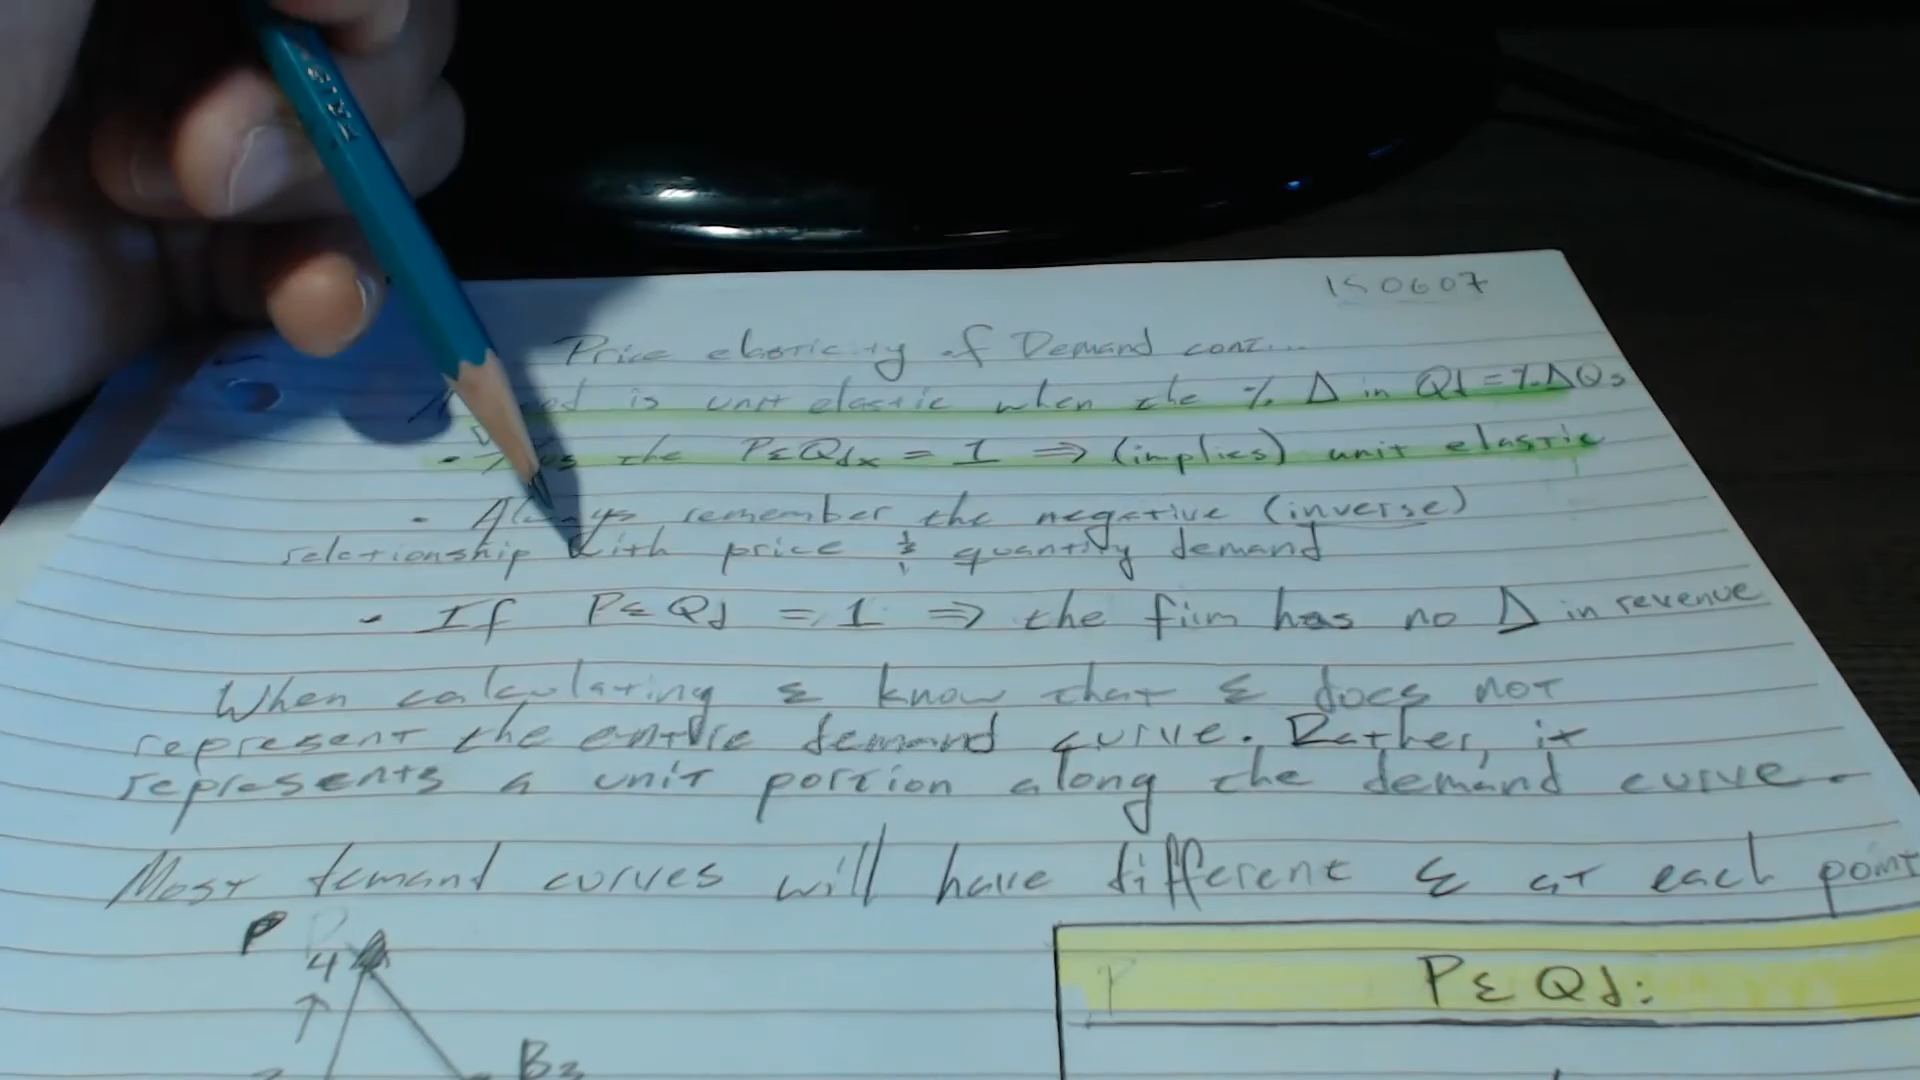 150607
Price elasticity of Demand cont...
is unit elastic when the % Δ in Qd = %ΔQs
• Thus the PεQdx = 1 ⇒ (implies) unit elastic
• Always remember the negative (inverse)
relationship with price & quantity demand
• If PεQd = 1 ⇒ the firm has no Δ in revenue
When calculating ε know that ε does not
represent the entire demand curve. Rather, it
represents a unit portion along the demand curve.
Most demand curves will have different ε at each point
P
4
↑
B3
P
PεQd: